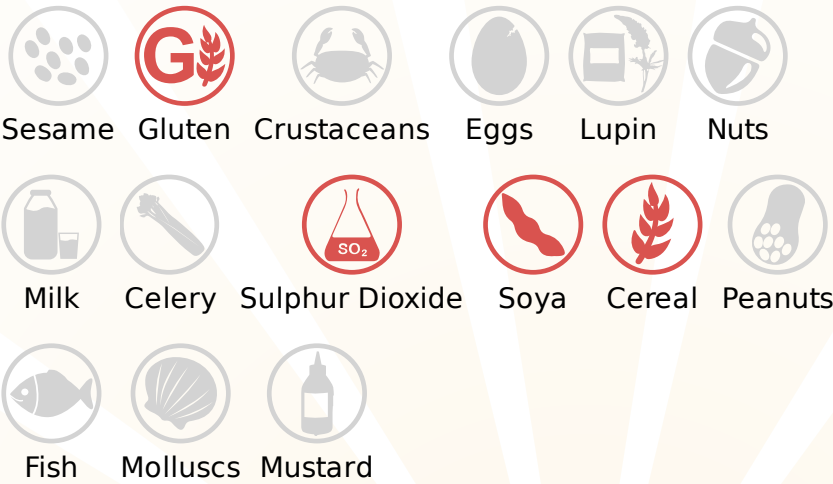 G
Sesame Gluten Crustaceans Eggs Lupin Nuts
SO₂
Milk Celery Sulphur Dioxide Soya Cereal Peanuts
Fish Molluscs Mustard